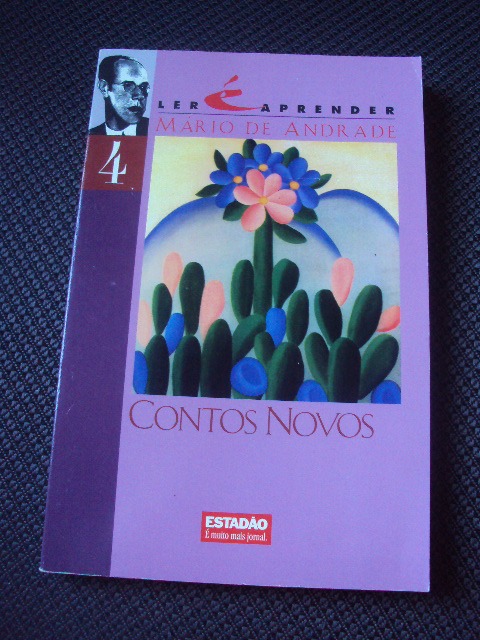 LER É APRENDER
MÁRIO DE ANDRADE
4
CONTOS NOVOS
ESTADÃO
É muito mais jornal.